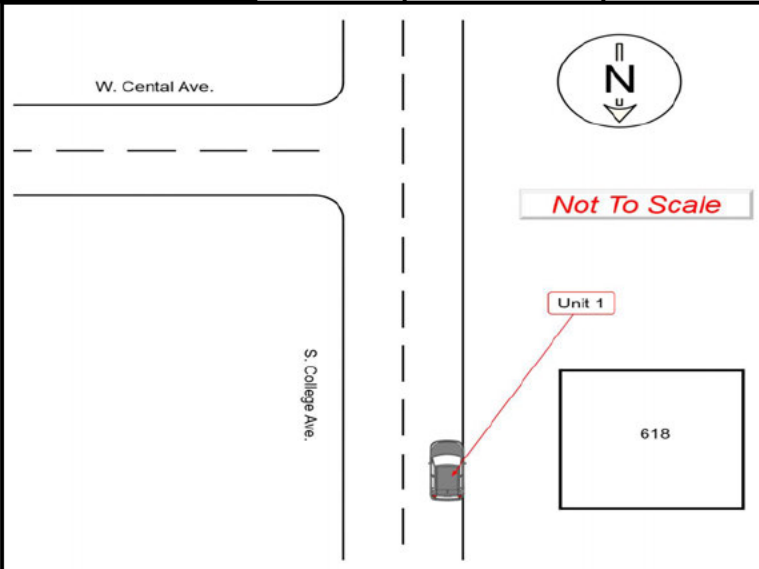 W. Cental Ave.
N
Not To Scale
Unit 1
S. College Ave.
618